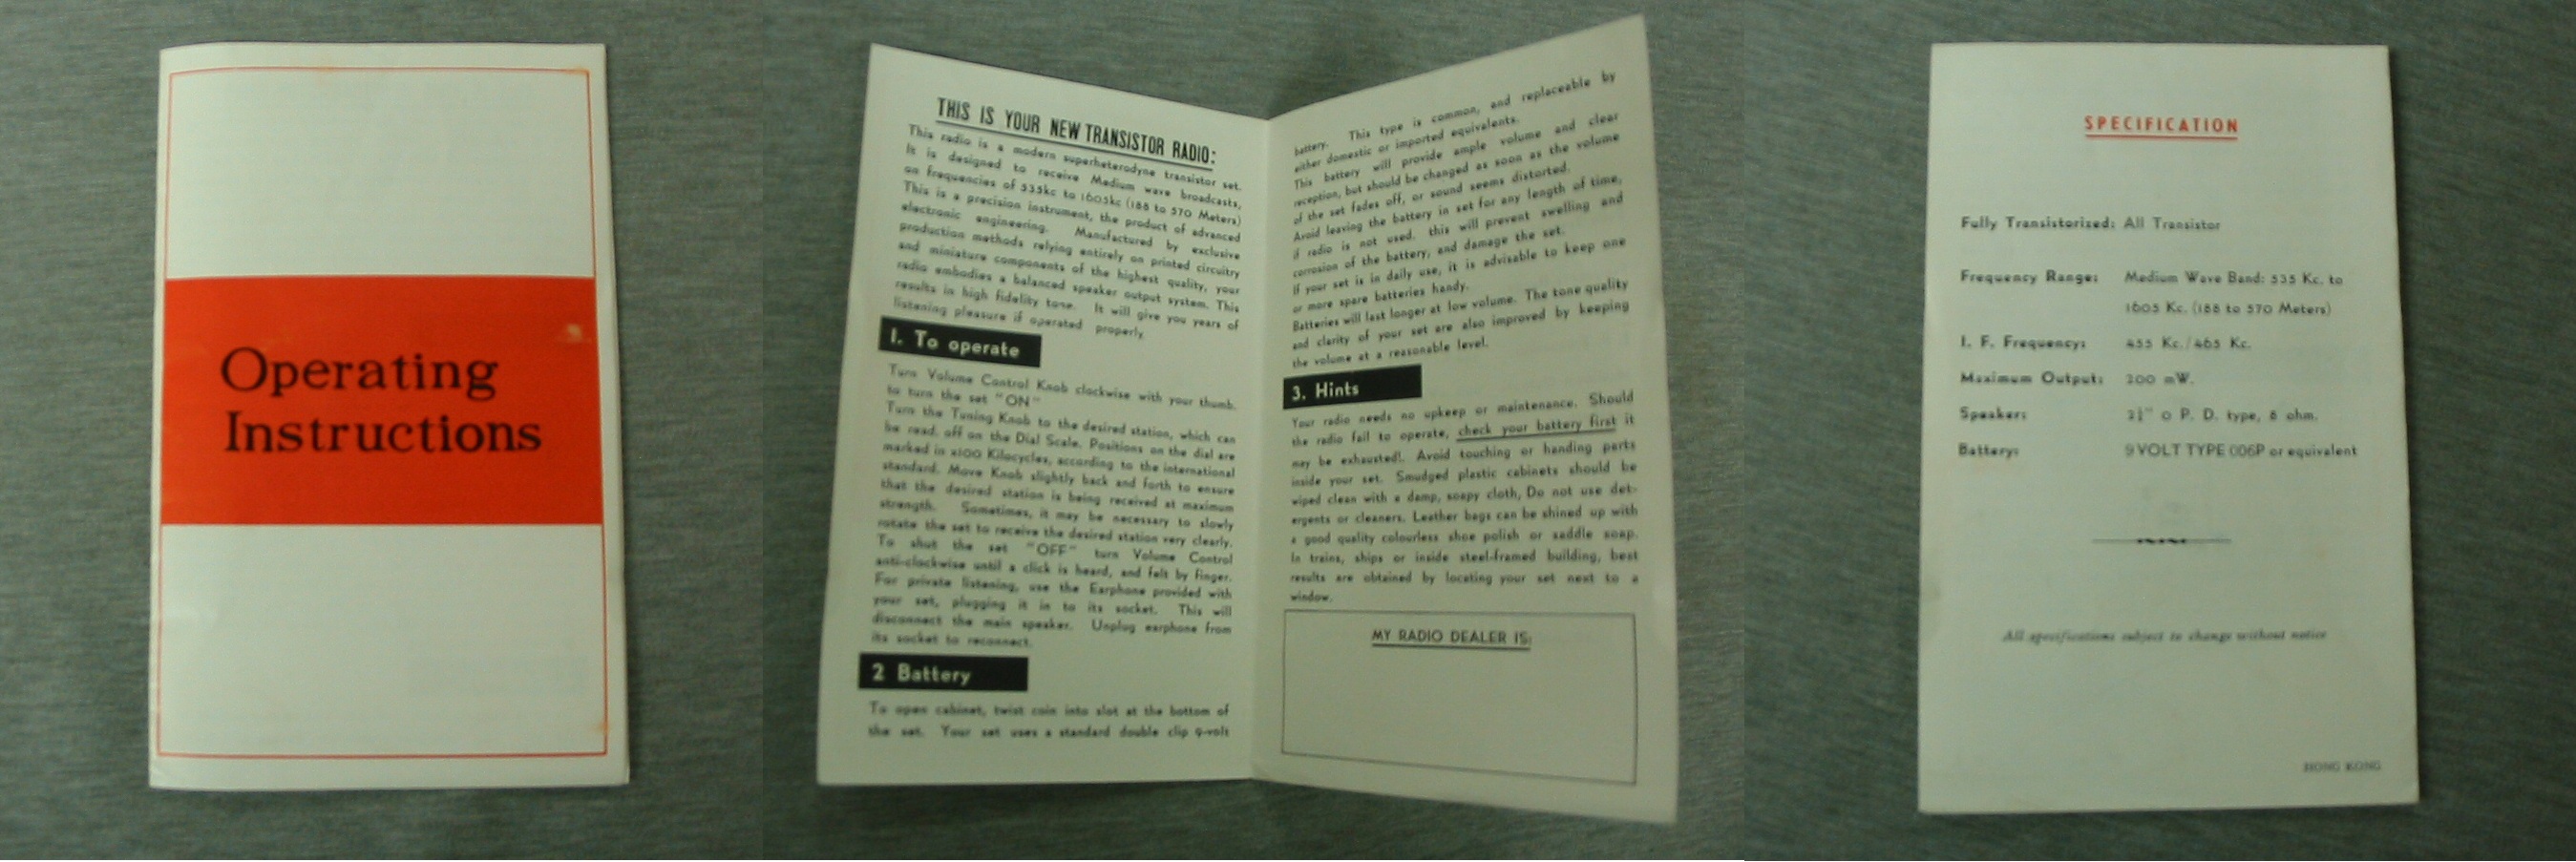 Operating
Instructions
THIS IS YOUR NEW TRANSISTOR RADIO:
This radio is a modern superheterodyne transistor set.
It is designed to receive Medium wave broadcasts,
on frequencies of 535kc to 1605kc (188 to 570 Meters)
This is a precision instrument, the product of advanced
electronic engineering. Manufactured by exclusive
production methods relying entirely on printed circuitry
and miniature components of the highest quality, your
radio embodies a balanced speaker output system. This
results in high fidelity tone. It will give you years of
listening pleasure if operated properly.
1. To operate
Turn Volume Control Knob clockwise with your thumb.
to turn the set "ON"
Turn the Tuning Knob to the desired station, which can
be read. off on the Dial Scale. Positions on the dial are
marked in x100 Kilocycles, according to the international
standard. Move Knob slightly back and forth to ensure
that the desired station is being received at maximum
strength. Sometimes, it may be necessary to slowly
rotate the set to receive the desired station very clearly.
To shut the set "OFF" turn Volume Control
anti-clockwise until a click is heard, and felt by finger.
For private listening, use the Earphone provided with
your set, plugging it in to its socket. This will
disconnect the main speaker. Unplug earphone from
its socket to reconnect.
2 Battery
To open cabinet, twist coin into slot at the bottom of
the set. Your set uses a standard double clip 9-volt
battery. This type is common, and replaceable by
either domestic or imported equivalents.
This battery will provide ample volume and clear
reception, but should be changed as soon as the volume
of the set fades off, or sound seems distorted.
Avoid leaving the battery in set for any length of time,
if radio is not used. this will prevent swelling and
corrosion of the battery, and damage the set.
If your set is in daily use, it is advisable to keep one
or more spare batteries handy.
Batteries will last longer at low volume. The tone quality
and clarity of your set are also improved by keeping
the volume at a reasonable level.
3. Hints
Your radio needs no upkeep or maintenance. Should
the radio fail to operate, check your battery first it
may be exhausted!. Avoid touching or handing parts
inside your set. Smudged plastic cabinets should be
wiped clean with a damp, soapy cloth, Do not use det-
ergents or cleaners. Leather bags can be shined up with
a good quality colourless shoe polish or saddle soap.
In trains, ships or inside steel-framed building, best
results are obtained by locating your set next to a
window.
MY RADIO DEALER IS:
SPECIFICATION
Fully Transistorized: All Transistor
Frequency Range: Medium Wave Band: 535 Kc. to
1605 Kc. (188 to 570 Meters)
I. F. Frequency: 455 Kc./465 Kc.
Maximum Output: 200 mW.
Speaker: P. D. type, 8 ohm.
Battery: 9 VOLT TYPE 006P or equivalent
All specifications subject to change without notice
HONG KONG